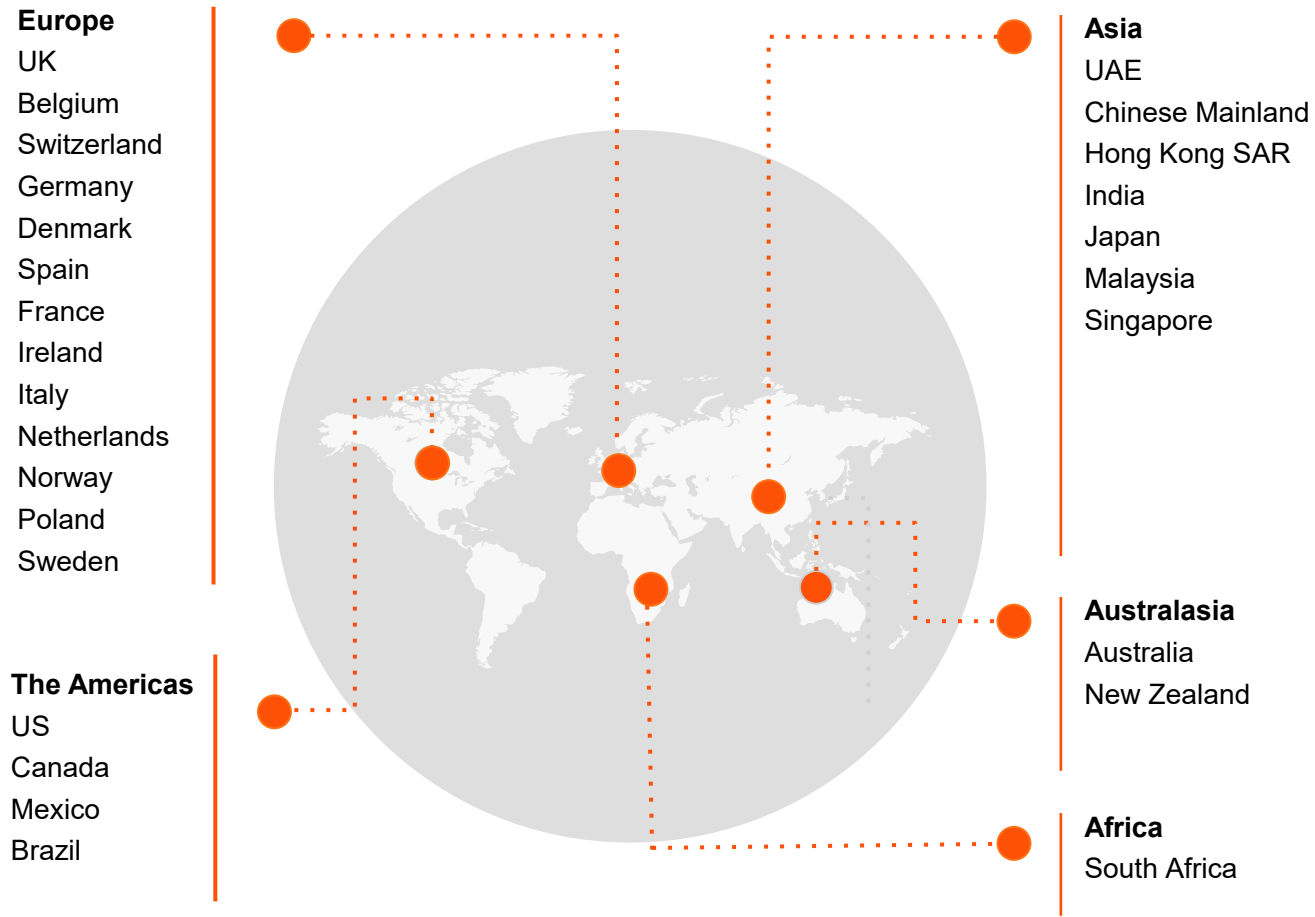 Europe
UK
Belgium
Switzerland
Germany
Denmark
Spain
France
Ireland
Italy
Netherlands
Norway
Poland
Sweden
The Americas
US
Canada
Mexico
Brazil
Asia
UAE
Chinese Mainland
Hong Kong SAR
India
Japan
Malaysia
Singapore
Australasia
Australia
New Zealand
Africa
South Africa